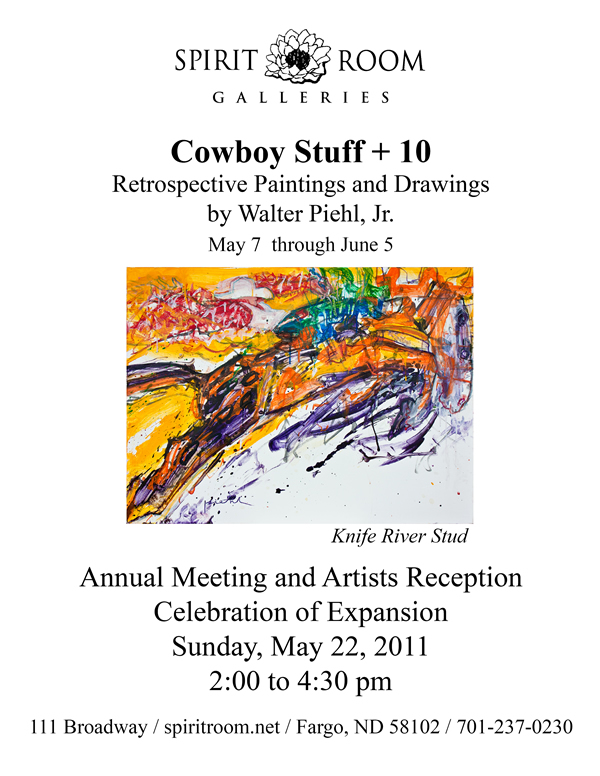 SPIRIT ROOM
GALLERIES
Cowboy Stuff + 10
Retrospective Paintings and Drawings
by Walter Piehl, Jr.
May 7 through June 5
Knife River Stud
Annual Meeting and Artists Reception
Celebration of Expansion
Sunday, May 22, 2011
2:00 to 4:30 pm
111 Broadway / spiritroom.net / Fargo, ND 58102 / 701-237-0230